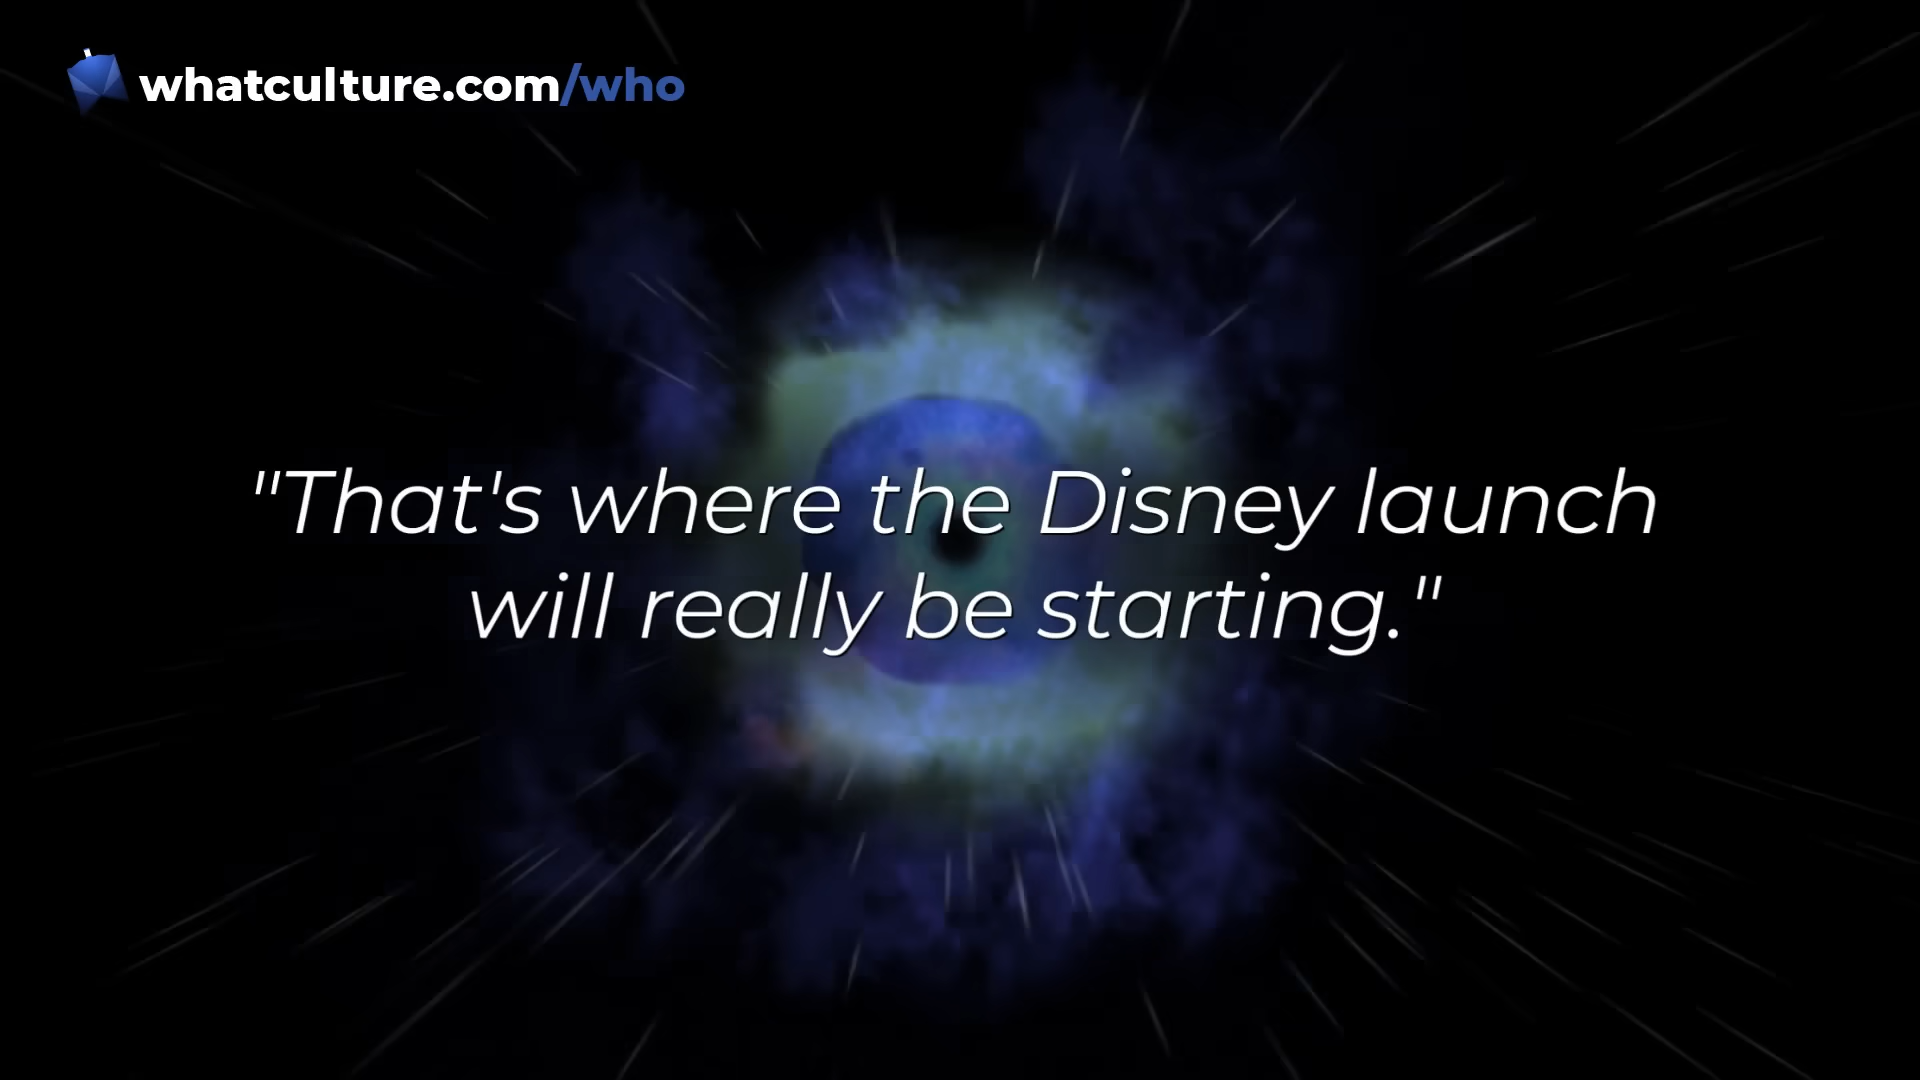 whatculture.com/who
"That's where the Disney launch
will really be starting."